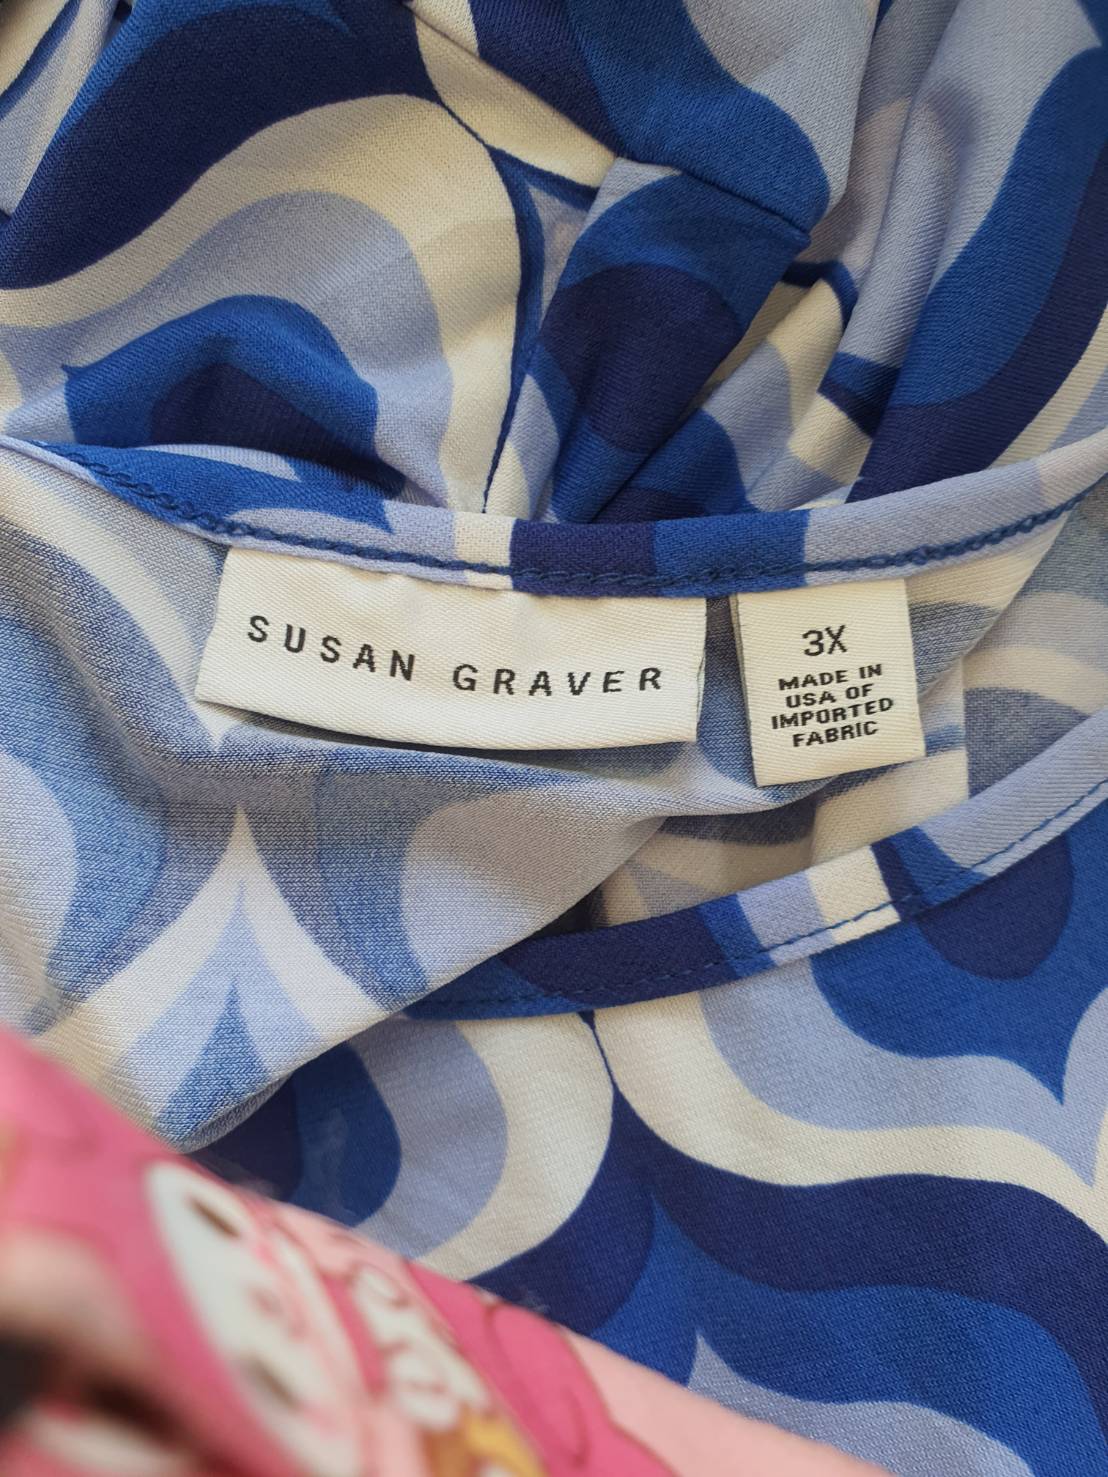 SUSAN GRAVER
3X
MADE IN
USA OF
IMPORTED
FABRIC